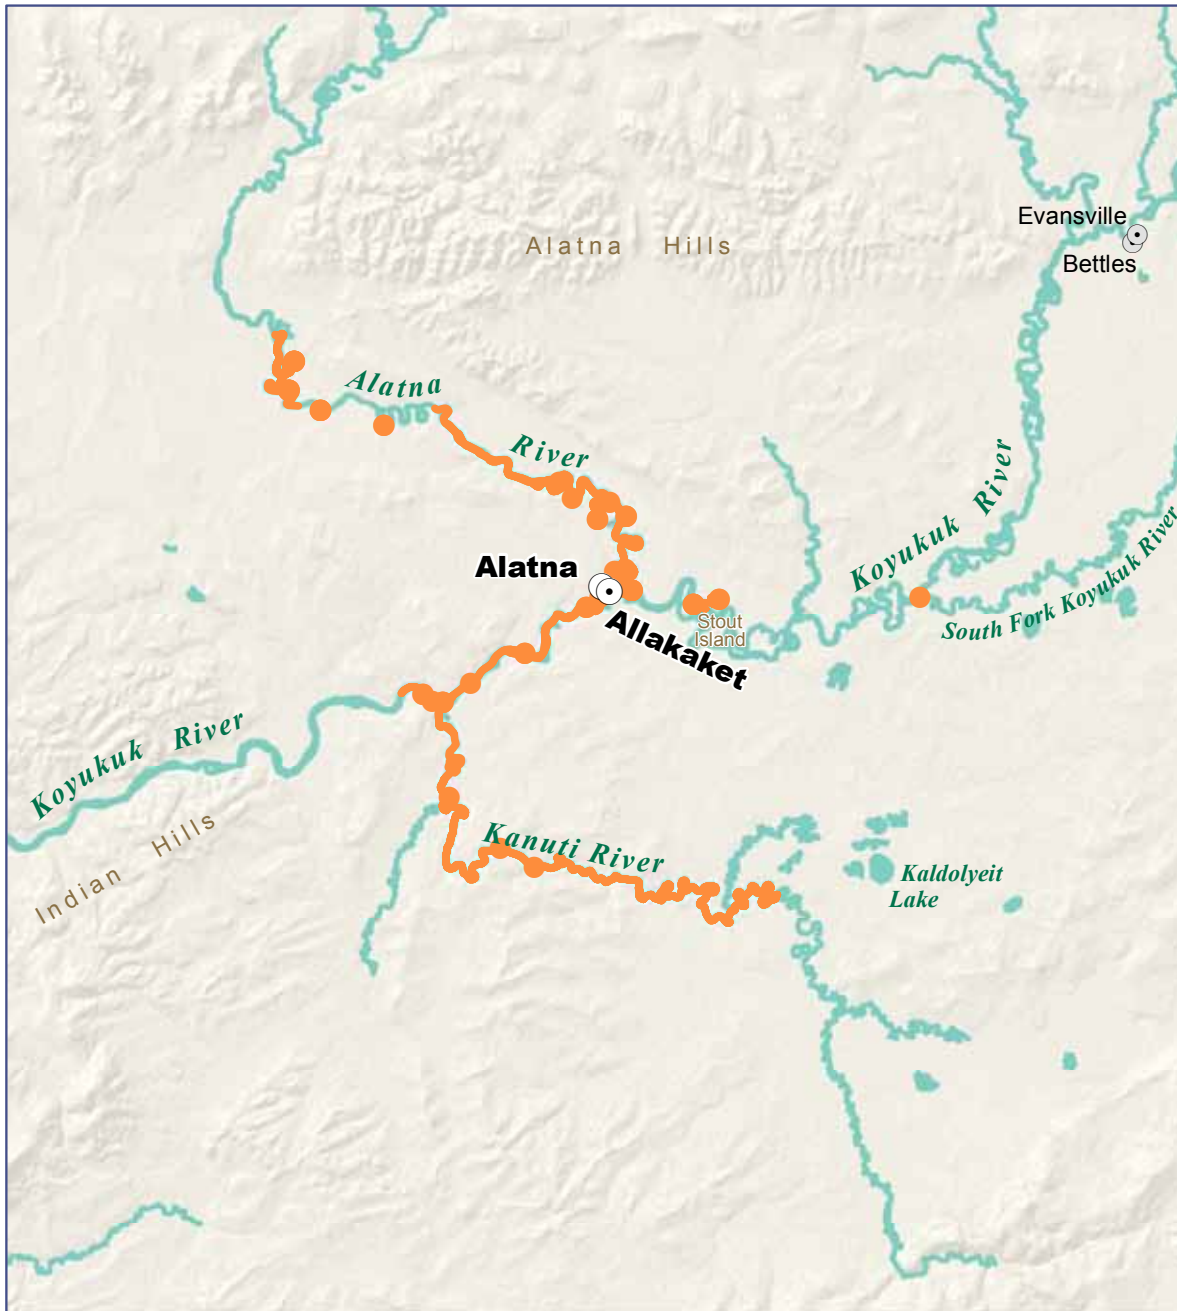 Evansville
Alatna Hills
Bettles
Alatna
River
Koyukuk River
South Fork Koyukuk River
Alatna
Stout
Island
Allakaket
Koyukuk River
Indian Hills
Kanuti River
Kaldolyeit
Lake